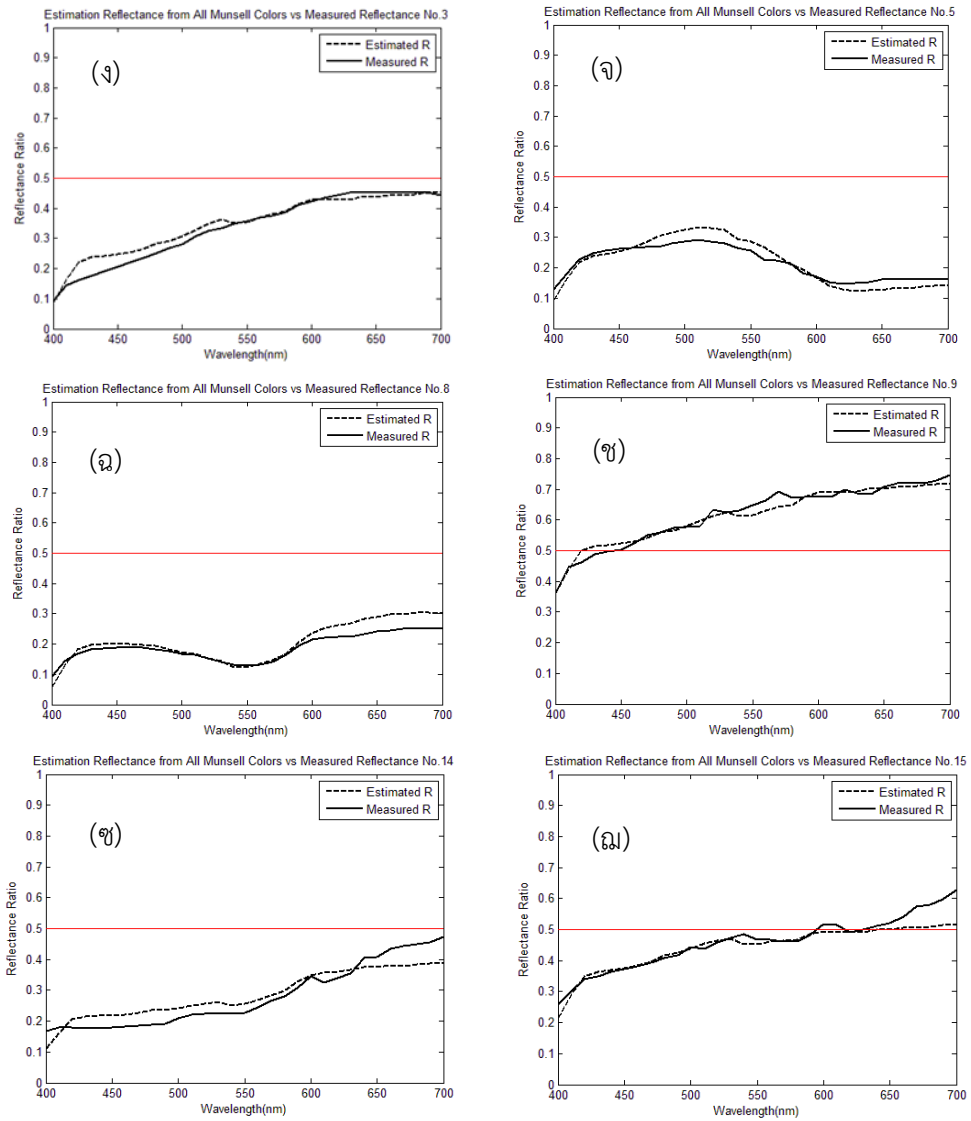 Estimation Reflectance from All Munsell Colors vs Measured Reflectance No.3
1
0.9
0.8
0.7
0.6
0.5
0.4
0.3
0.2
0.1
0
Reflectance Ratio
(ง)
Estimated R
Measured R
400 450 500 550 600 650 700
Wavelength(nm)
Estimation Reflectance from All Munsell Colors vs Measured Reflectance No.5
1
0.9
0.8
0.7
0.6
0.5
0.4
0.3
0.2
0.1
0
Reflectance Ratio
(จ)
Estimated R
Measured R
400 450 500 550 600 650 700
Wavelength(nm)
Estimation Reflectance from All Munsell Colors vs Measured Reflectance No.8
1
0.9
0.8
0.7
0.6
0.5
0.4
0.3
0.2
0.1
0
Reflectance Ratio
(ฉ)
Estimated R
Measured R
400 450 500 550 600 650 700
Wavelength(nm)
Estimation Reflectance from All Munsell Colors vs Measured Reflectance No.9
1
0.9
0.8
0.7
0.6
0.5
0.4
0.3
0.2
0.1
0
Reflectance Ratio
(ช)
Estimated R
Measured R
400 450 500 550 600 650 700
Wavelength(nm)
Estimation Reflectance from All Munsell Colors vs Measured Reflectance No.14
1
0.9
0.8
0.7
0.6
0.5
0.4
0.3
0.2
0.1
0
Reflectance Ratio
(ซ)
Estimated R
Measured R
400 450 500 550 600 650 700
Wavelength(nm)
Estimation Reflectance from All Munsell Colors vs Measured Reflectance No.15
1
0.9
0.8
0.7
0.6
0.5
0.4
0.3
0.2
0.1
0
Reflectance Ratio
(ฌ)
Estimated R
Measured R
400 450 500 550 600 650 700
Wavelength(nm)